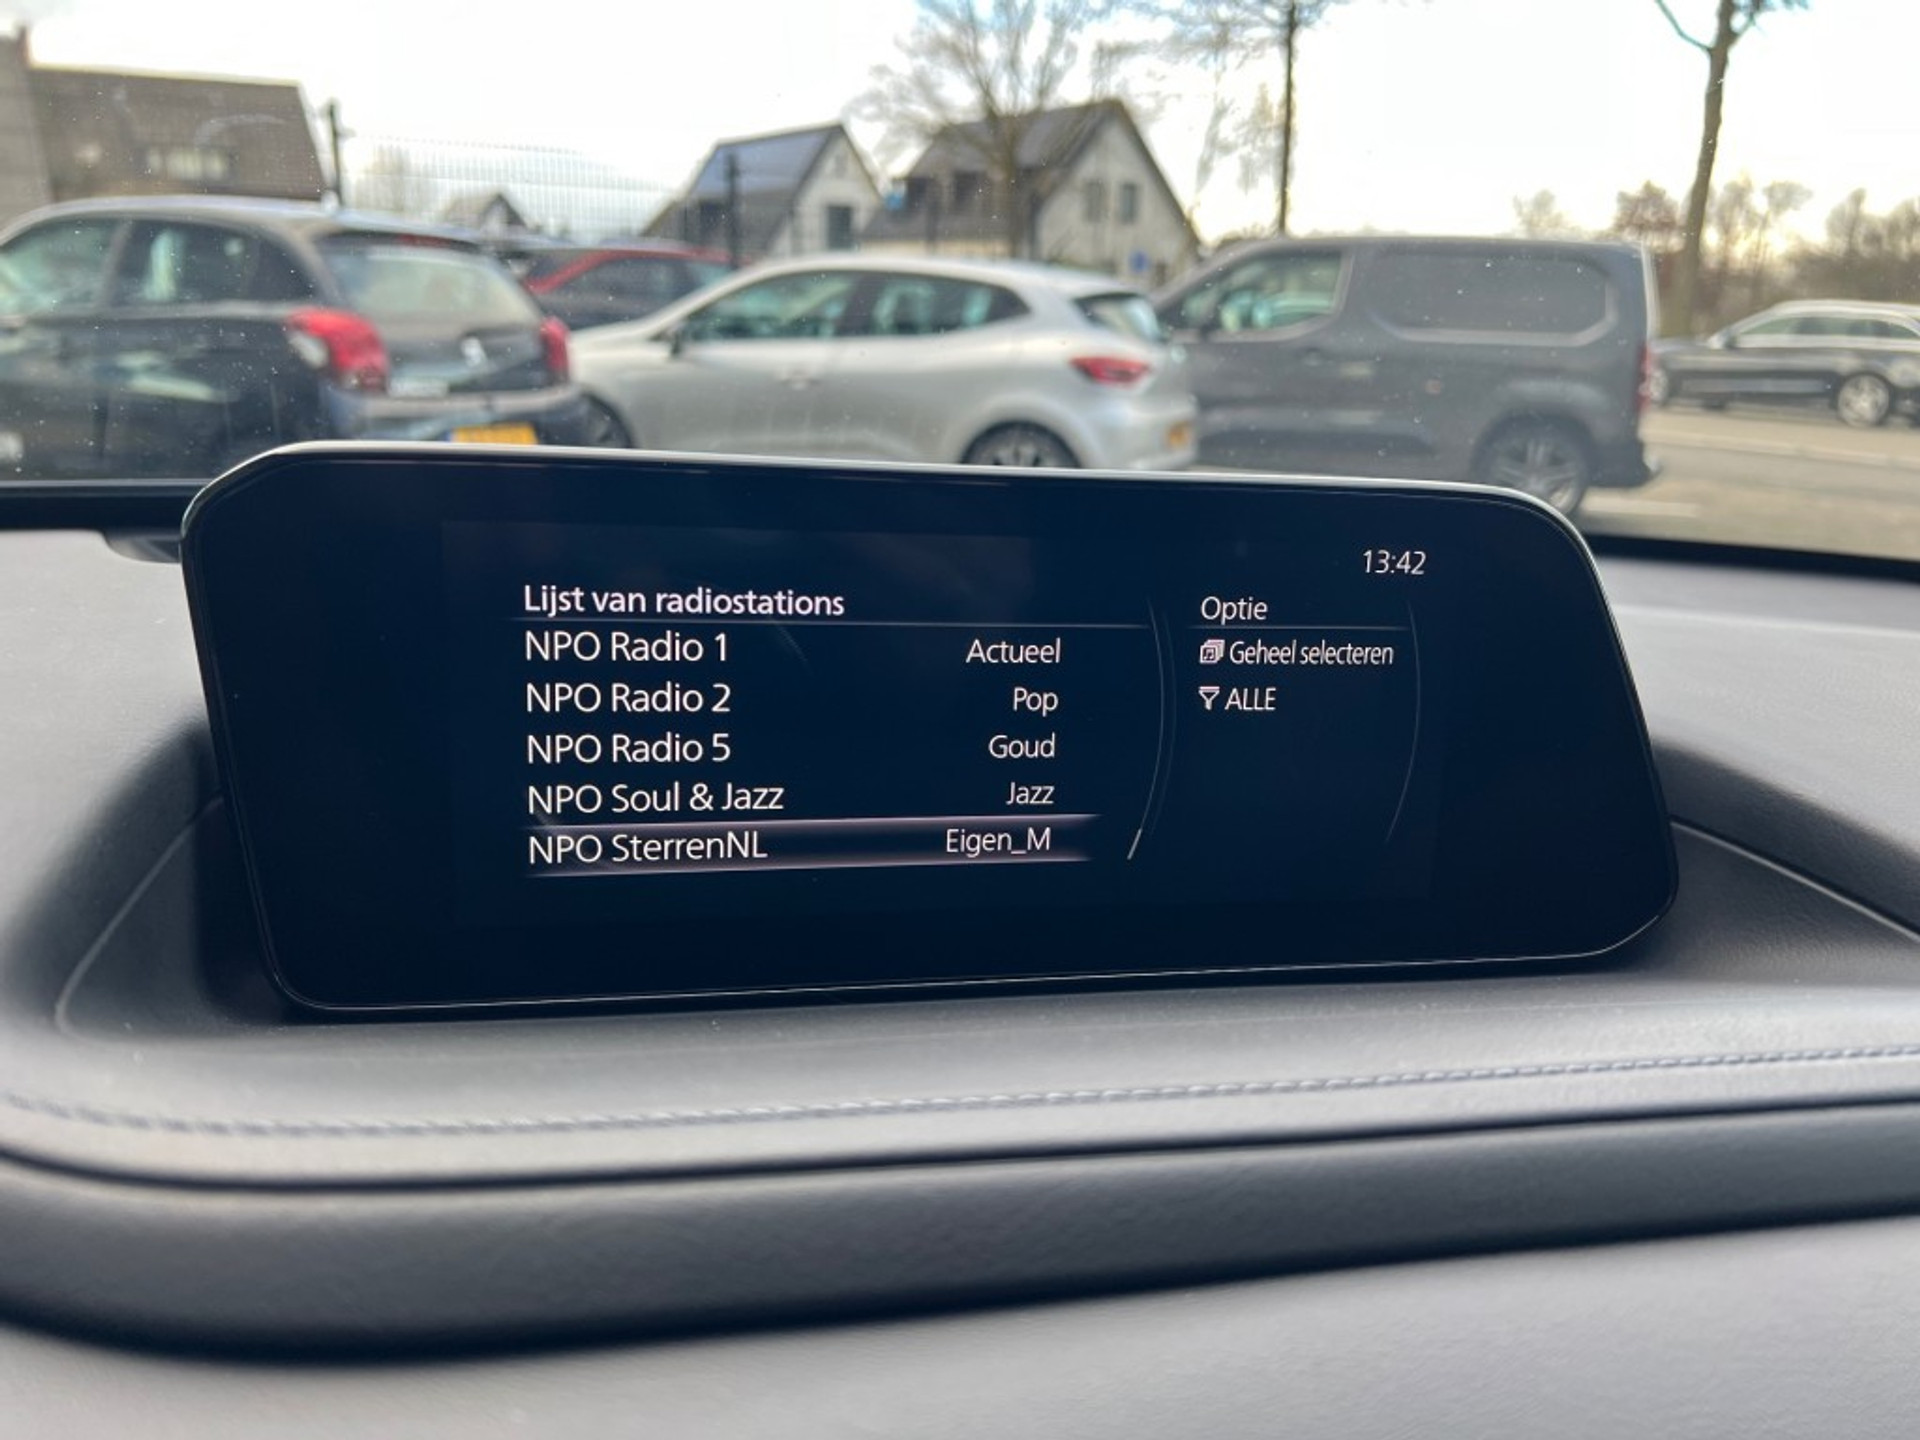 13:42
Lijst van radiostations
Optie
NPO Radio 1 Actueel
Geheel selecteren
NPO Radio 2 Pop
ALLE
NPO Radio 5 Goud
NPO Soul & Jazz Jazz
NPO SterrenNL Eigen_M